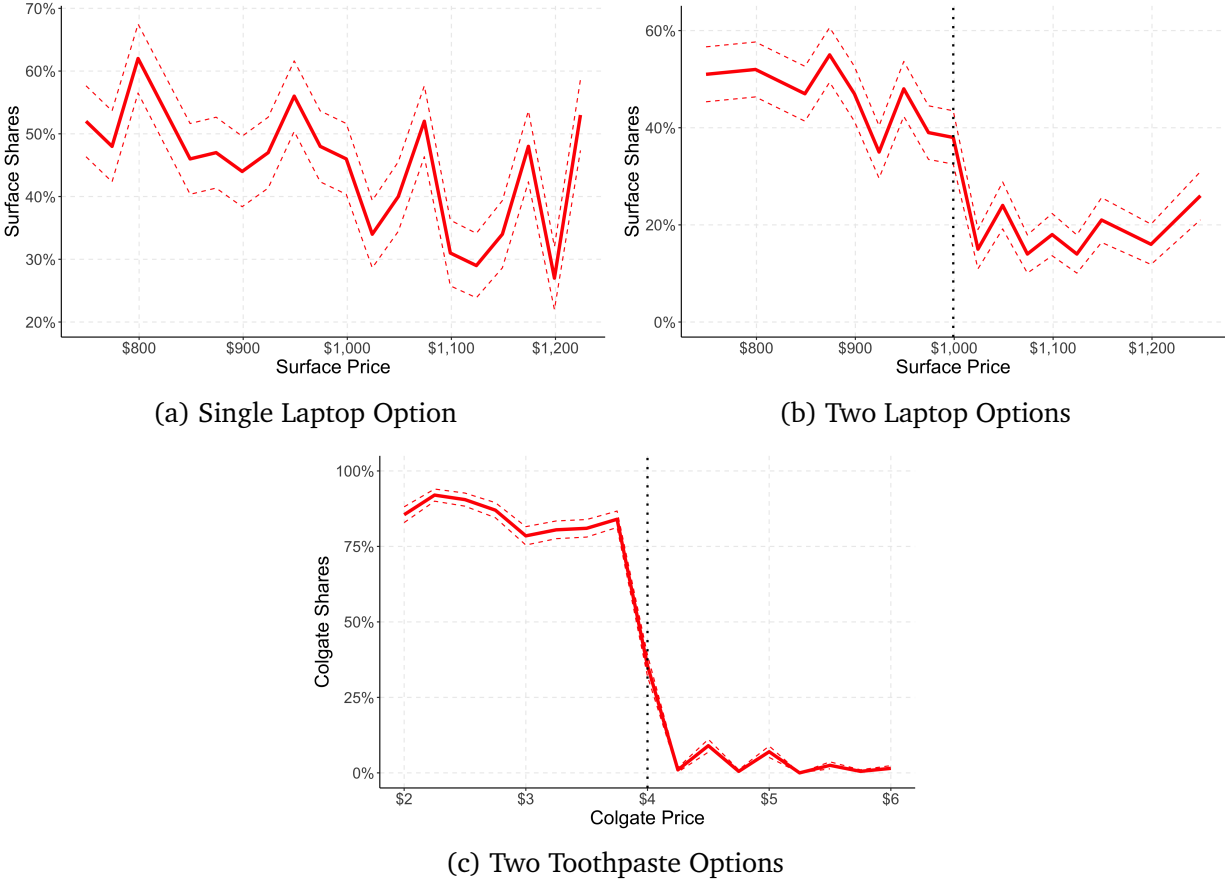 70%
60%
50%
40%
30%
20%
Surface Shares
$800 $900 $1,000 $1,100 $1,200
Surface Price
(a) Single Laptop Option
60%
40%
20%
0%
Surface Shares
$800 $900 $1,000 $1,100 $1,200
Surface Price
(b) Two Laptop Options
100%
75%
50%
25%
0%
Colgate Shares
$2 $3 $4 $5 $6
Colgate Price
(c) Two Toothpaste Options